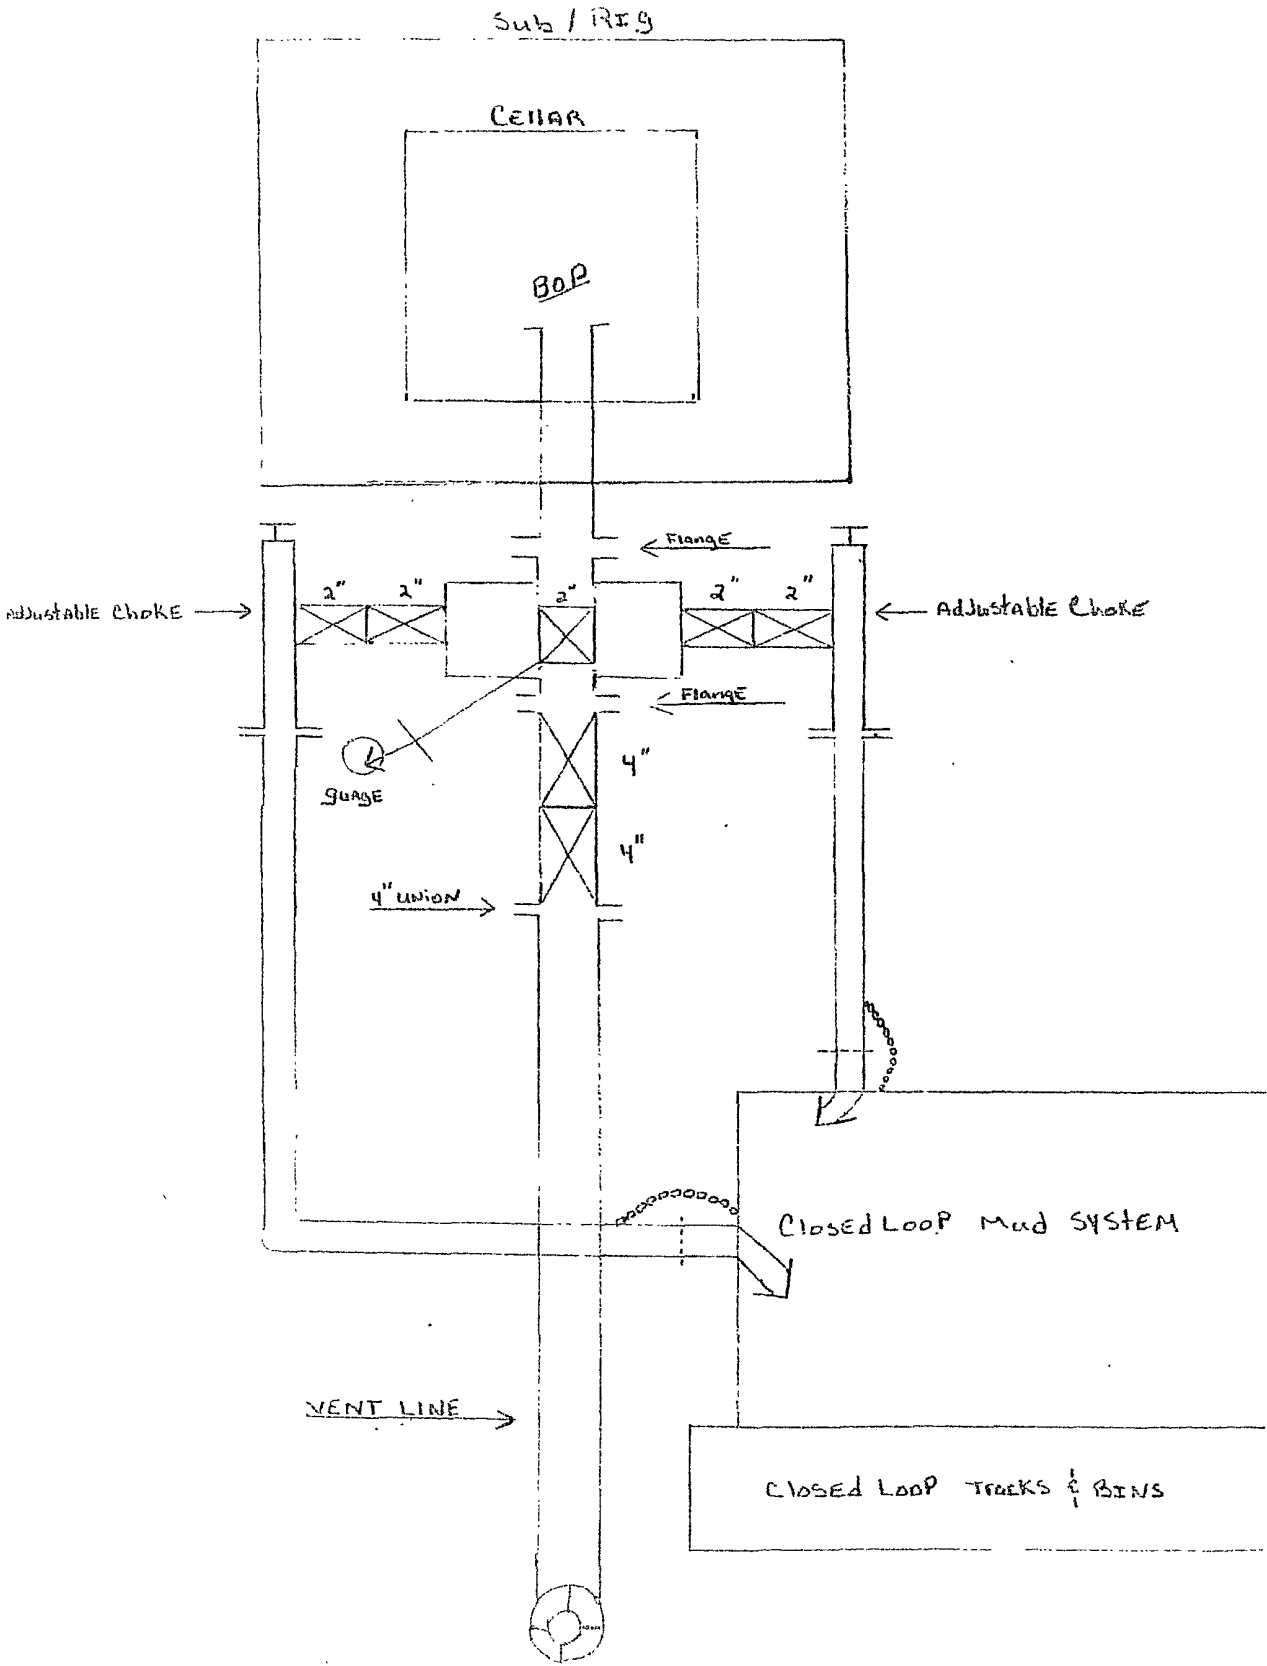 Sub / RIg
CEllAR
BOP
Flange
2" 2" 2" 2" 2"
Adjustable Choke
Adjustable Choke
Flange
4"
guage
4"
4" UNION
Closed Loop Mud SYSTEM
VENT LINE
Closed Loop Tracks & BINS